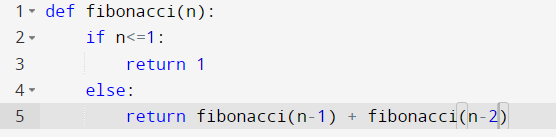 1 def fibonacci(n):
2     if n<=1:
3         return 1
4     else:
5         return fibonacci(n-1) + fibonacci(n-2)